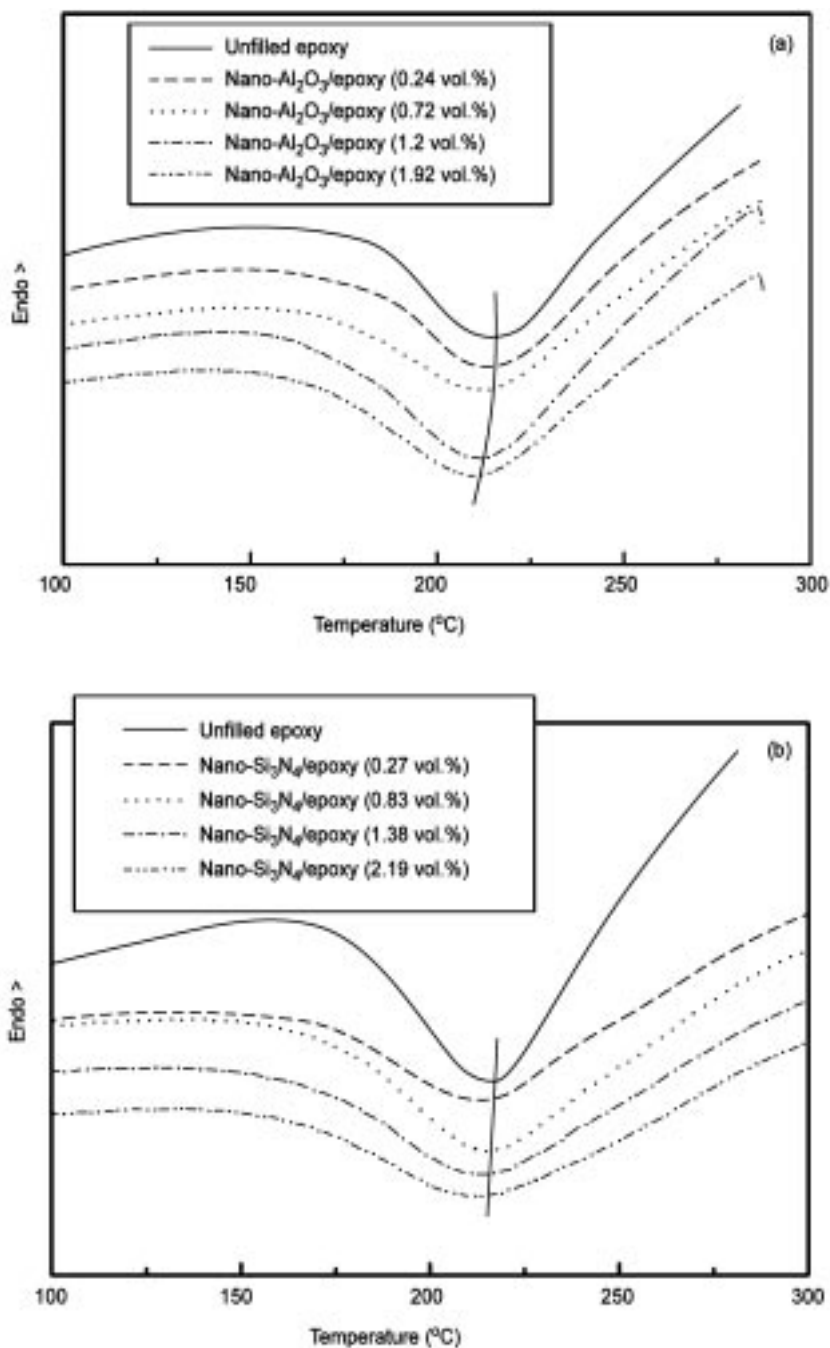 (a)
Unfilled epoxy
Nano-Al₂O₃/epoxy (0.24 vol.%)
Nano-Al₂O₃/epoxy (0.72 vol.%)
Nano-Al₂O₃/epoxy (1.2 vol.%)
Nano-Al₂O₃/epoxy (1.92 vol.%)
Endo >
100 150 200 250 300
Temperature (ºC)
(b)
Unfilled epoxy
Nano-Si₃N₄/epoxy (0.27 vol.%)
Nano-Si₃N₄/epoxy (0.83 vol.%)
Nano-Si₃N₄/epoxy (1.38 vol.%)
Nano-Si₃N₄/epoxy (2.19 vol.%)
Endo >
100 150 200 250 300
Temperature (ºC)